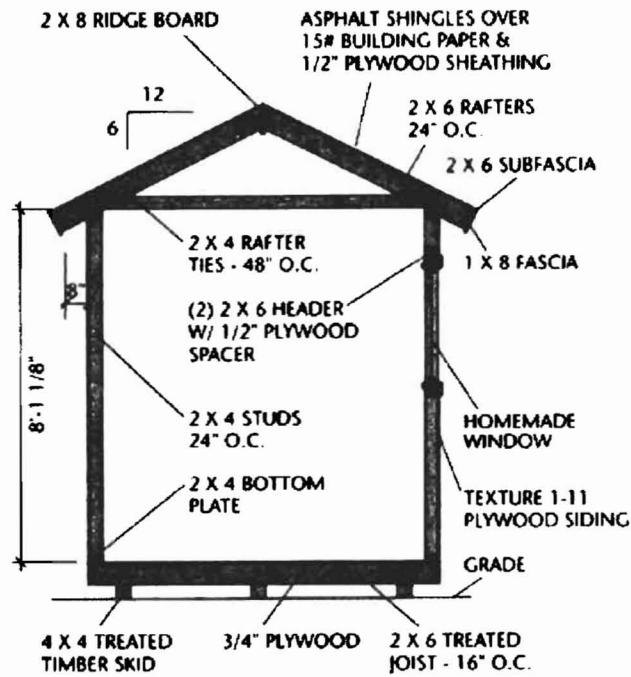 2 X 8 RIDGE BOARD
ASPHALT SHINGLES OVER
15# BUILDING PAPER &
1/2" PLYWOOD SHEATHING
12
6
2 X 6 RAFTERS
24" O.C.
2 X 6 SUBFASCIA
2 X 4 RAFTER
TIES - 48" O.C.
1 X 8 FASCIA
8"
(2) 2 X 6 HEADER
W/ 1/2" PLYWOOD
SPACER
8'-1 1/8"
2 X 4 STUDS
24" O.C.
HOMEMADE
WINDOW
2 X 4 BOTTOM
PLATE
TEXTURE 1-11
PLYWOOD SIDING
GRADE
4 X 4 TREATED
TIMBER SKID
3/4" PLYWOOD
2 X 6 TREATED
JOIST - 16" O.C.